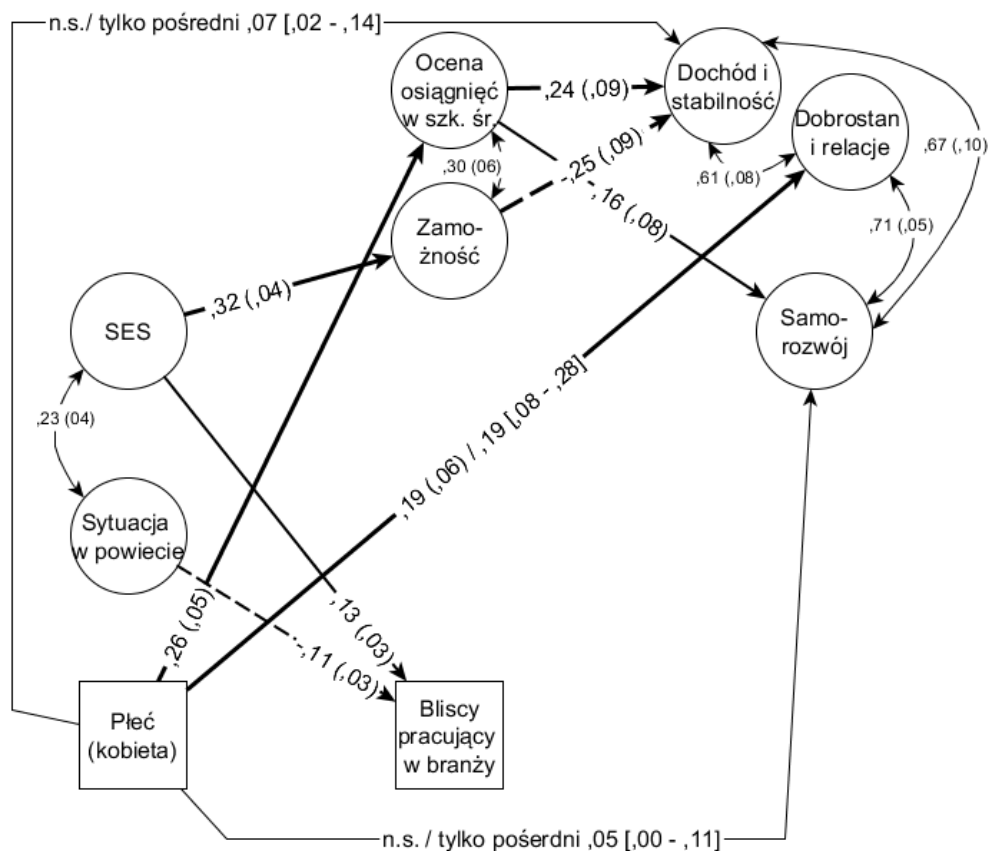 n.s./ tylko pośredni ,07 [,02 - ,14]
Ocena
osiągnięć
w szk. śr.
,24 (,09)
Dochód i
stabilność
Dobrostan
i relacje
,67 (,10)
,30 (06)
-,25 (,09)
,61 (,08)
,16 (,08)
,71 (,05)
Zamo-
żność
,32 (,04)
SES
Samo-
rozwój
,23 (04)
,19 (,06) / ,19 [,08 - ,28]
Sytuacja
w powiecie
,26 (,05)
,13 (,03)
-,11 (,03)
Płeć
(kobieta)
Bliscy
pracujący
w branży
n.s. / tylko pośerdni ,05 [,00 - ,11]